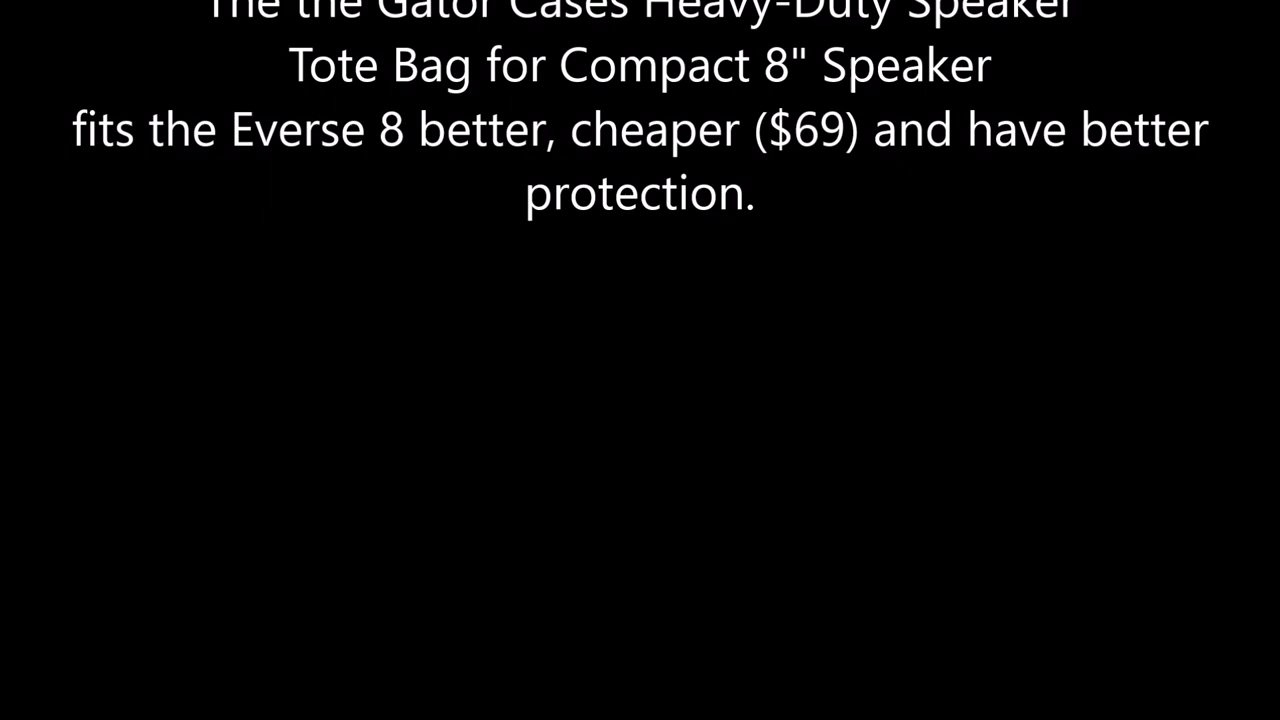 The the Gator Cases Heavy-Duty Speaker
Tote Bag for Compact 8" Speaker
fits the Everse 8 better, cheaper ($69) and have better
protection.